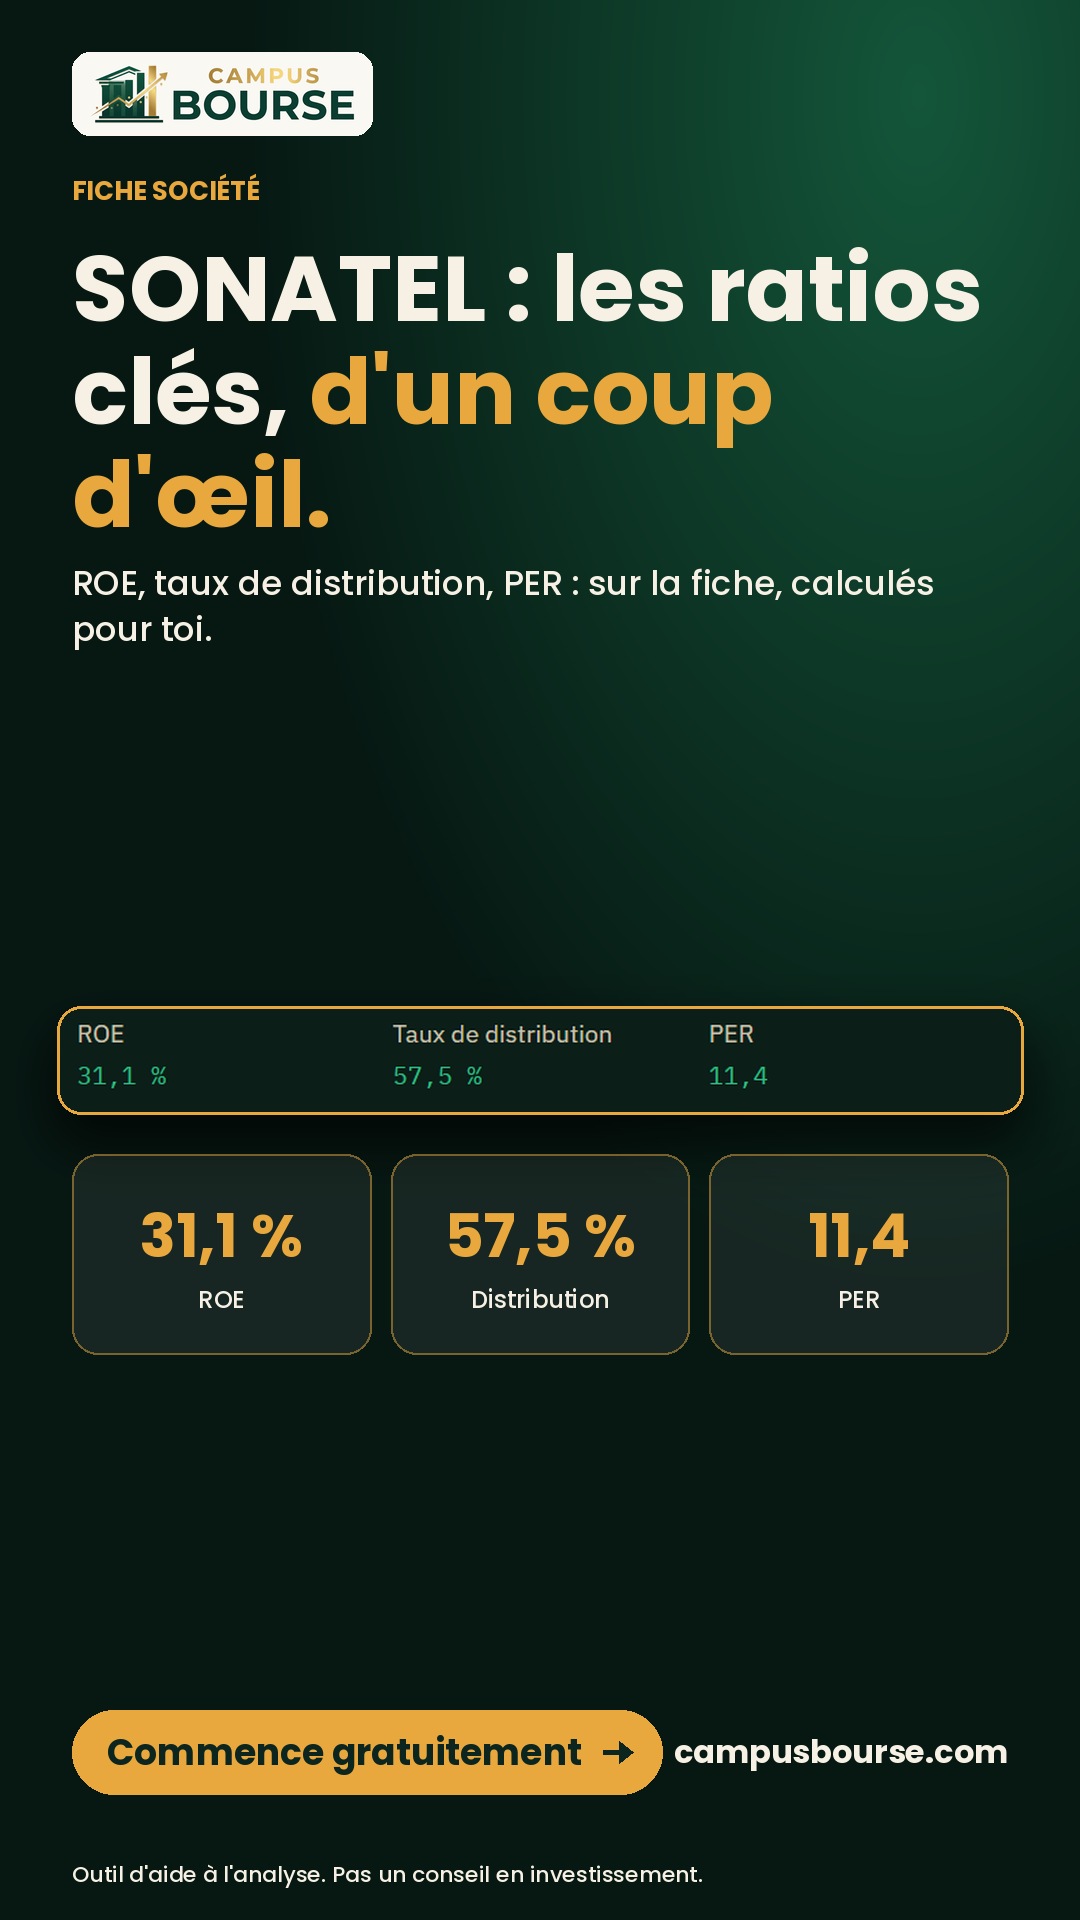 CAMPUS
BOURSE
FICHE SOCIÉTÉ
SONATEL : les ratios
clés, d'un coup
d'œil.
ROE, taux de distribution, PER : sur la fiche, calculés
pour toi.
ROE Taux de distribution PER
31,1 % 57,5 % 11,4
31,1 % 57,5 % 11,4
ROE Distribution PER
Commence gratuitement → campusbourse.com
Outil d'aide à l'analyse. Pas un conseil en investissement.